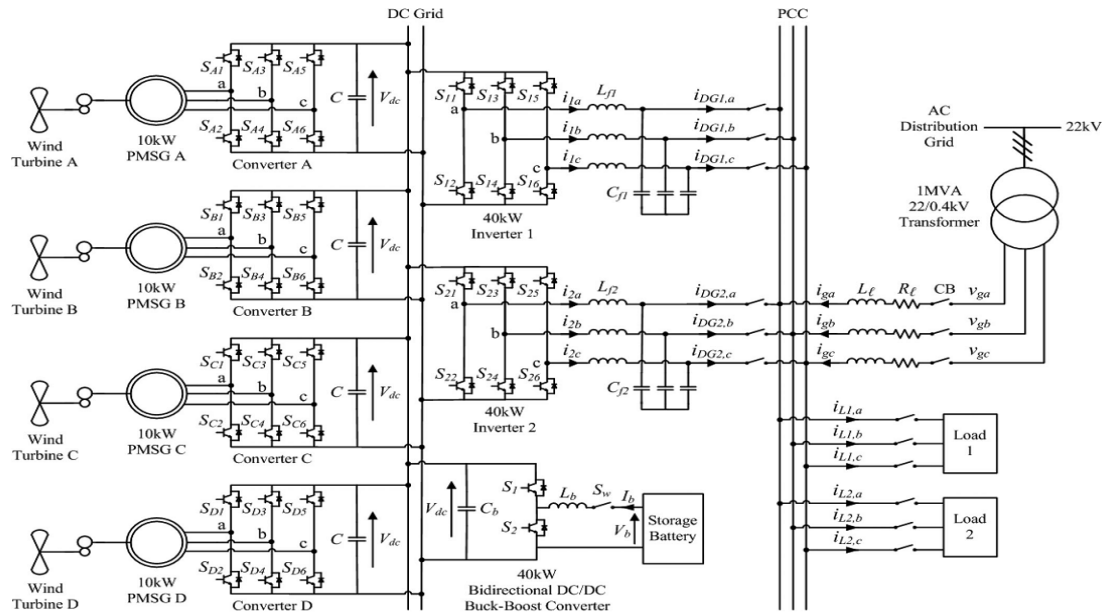 DC Grid
PCC
S_A1 S_A3 S_A5
a
b
c
S_A2 S_A4 S_A6
C
V_dc
Wind
Turbine A
10kW
PMSG A
Converter A
S_B1 S_B3 S_B5
a
b
c
S_B2 S_B4 S_B6
C
V_dc
Wind
Turbine B
10kW
PMSG B
Converter B
S_C1 S_C3 S_C5
a
b
c
S_C2 S_C4 S_C6
C
V_dc
Wind
Turbine C
10kW
PMSG C
Converter C
S_D1 S_D3 S_D5
a
b
c
S_D2 S_D4 S_D6
C
V_dc
Wind
Turbine D
10kW
PMSG D
Converter D
S_11 S_13 S_15
a
b
c
S_12 S_14 S_16
i_1a
i_1b
i_1c
L_f1
C_f1
i_DG1,a
i_DG1,b
i_DG1,c
40kW
Inverter 1
S_21 S_23 S_25
a
b
c
S_22 S_24 S_26
i_2a
i_2b
i_2c
L_f2
C_f2
i_DG2,a
i_DG2,b
i_DG2,c
40kW
Inverter 2
V_dc
C_b
S_1
S_2
L_b
S_w
I_b
V_b
Storage
Battery
40kW
Bidirectional DC/DC
Buck-Boost Converter
AC
Distribution
Grid
22kV
1MVA
22/0.4kV
Transformer
i_ga L_ℓ R_ℓ CB v_ga
i_gb v_gb
i_gc v_gc
i_L1,a
i_L1,b
i_L1,c
Load
1
i_L2,a
i_L2,b
i_L2,c
Load
2